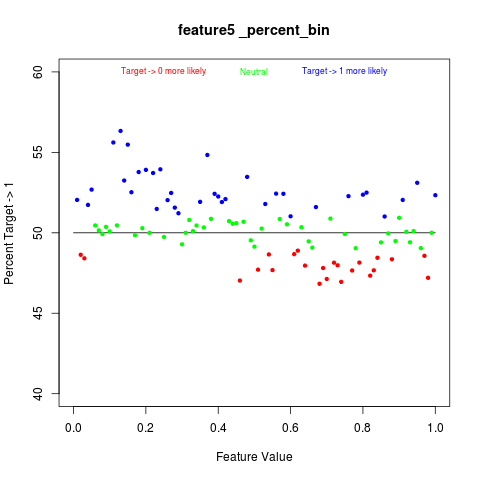 feature5 _percent_bin
Target -> 0 more likely Neutral Target -> 1 more likely
60
55
50
45
40
Percent Target -> 1
0.0 0.2 0.4 0.6 0.8 1.0
Feature Value